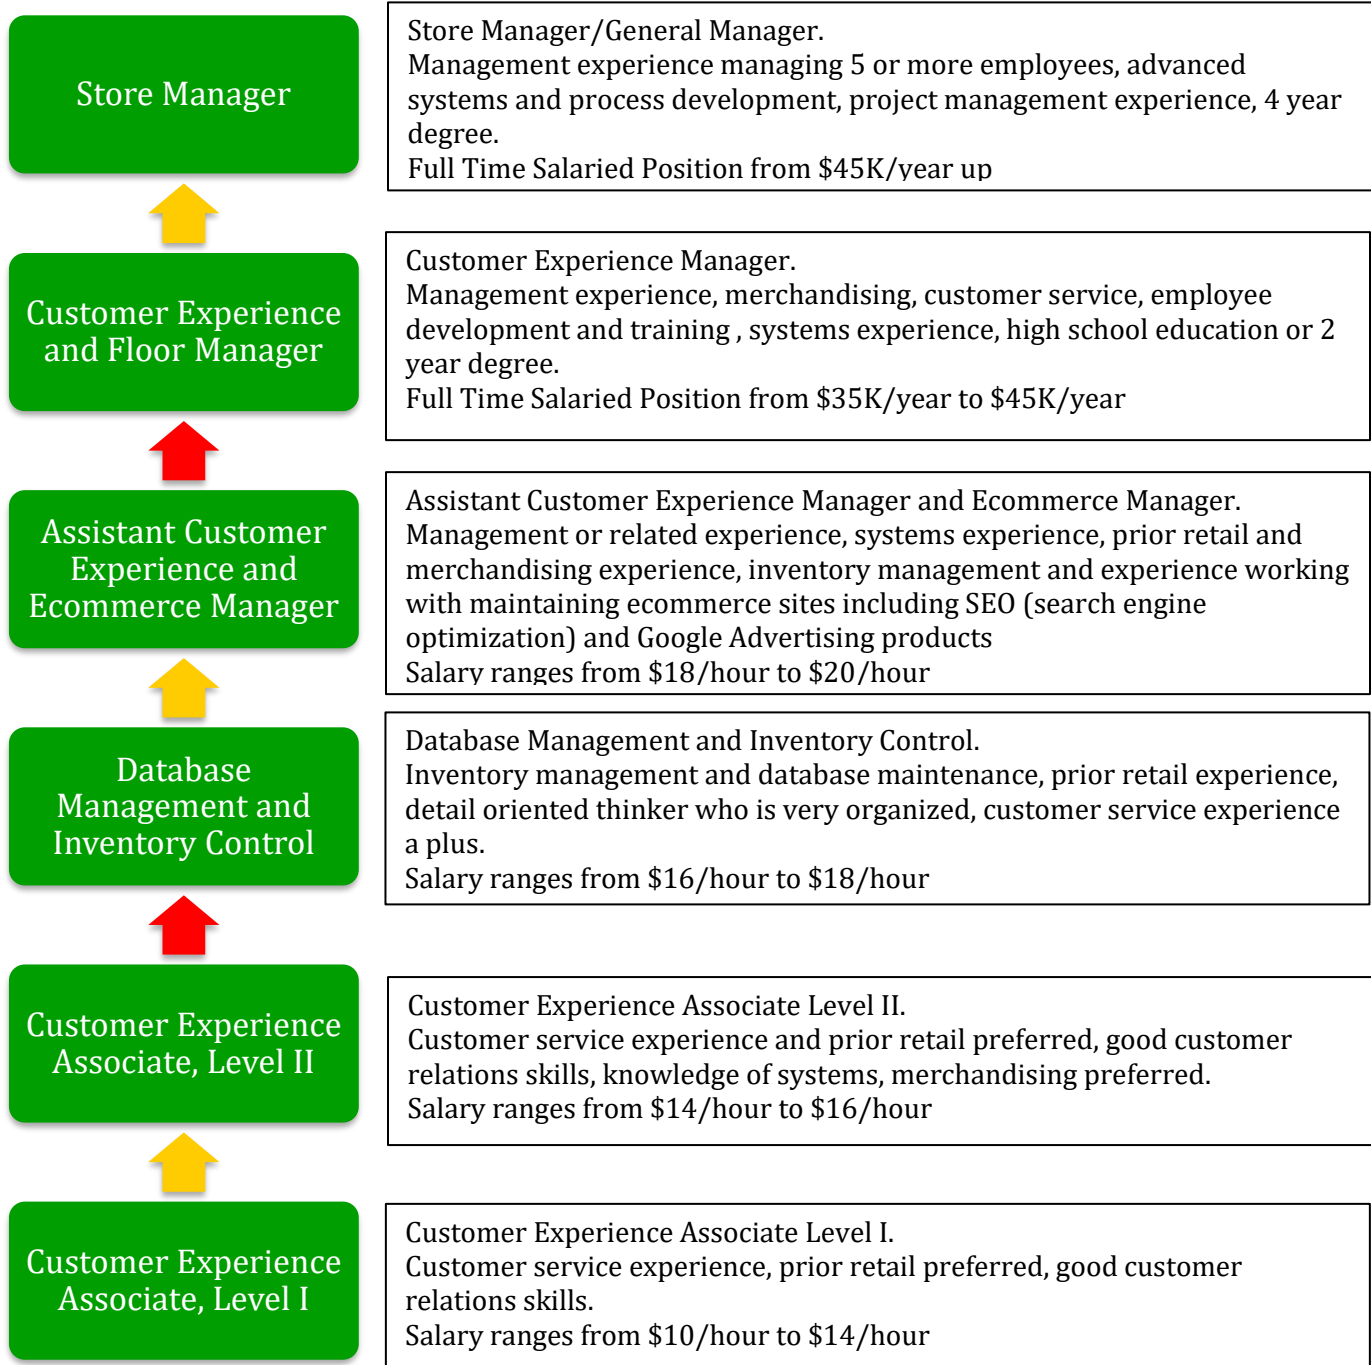 Store Manager
Store Manager/General Manager.
Management experience managing 5 or more employees, advanced
systems and process development, project management experience, 4 year
degree.
Full Time Salaried Position from $45K/year up
Customer Experience
and Floor Manager
Customer Experience Manager.
Management experience, merchandising, customer service, employee
development and training , systems experience, high school education or 2
year degree.
Full Time Salaried Position from $35K/year to $45K/year
Assistant Customer
Experience and
Ecommerce Manager
Assistant Customer Experience Manager and Ecommerce Manager.
Management or related experience, systems experience, prior retail and
merchandising experience, inventory management and experience working
with maintaining ecommerce sites including SEO (search engine
optimization) and Google Advertising products
Salary ranges from $18/hour to $20/hour
Database
Management and
Inventory Control
Database Management and Inventory Control.
Inventory management and database maintenance, prior retail experience,
detail oriented thinker who is very organized, customer service experience
a plus.
Salary ranges from $16/hour to $18/hour
Customer Experience
Associate, Level II
Customer Experience Associate Level II.
Customer service experience and prior retail preferred, good customer
relations skills, knowledge of systems, merchandising preferred.
Salary ranges from $14/hour to $16/hour
Customer Experience
Associate, Level I
Customer Experience Associate Level I.
Customer service experience, prior retail preferred, good customer
relations skills.
Salary ranges from $10/hour to $14/hour